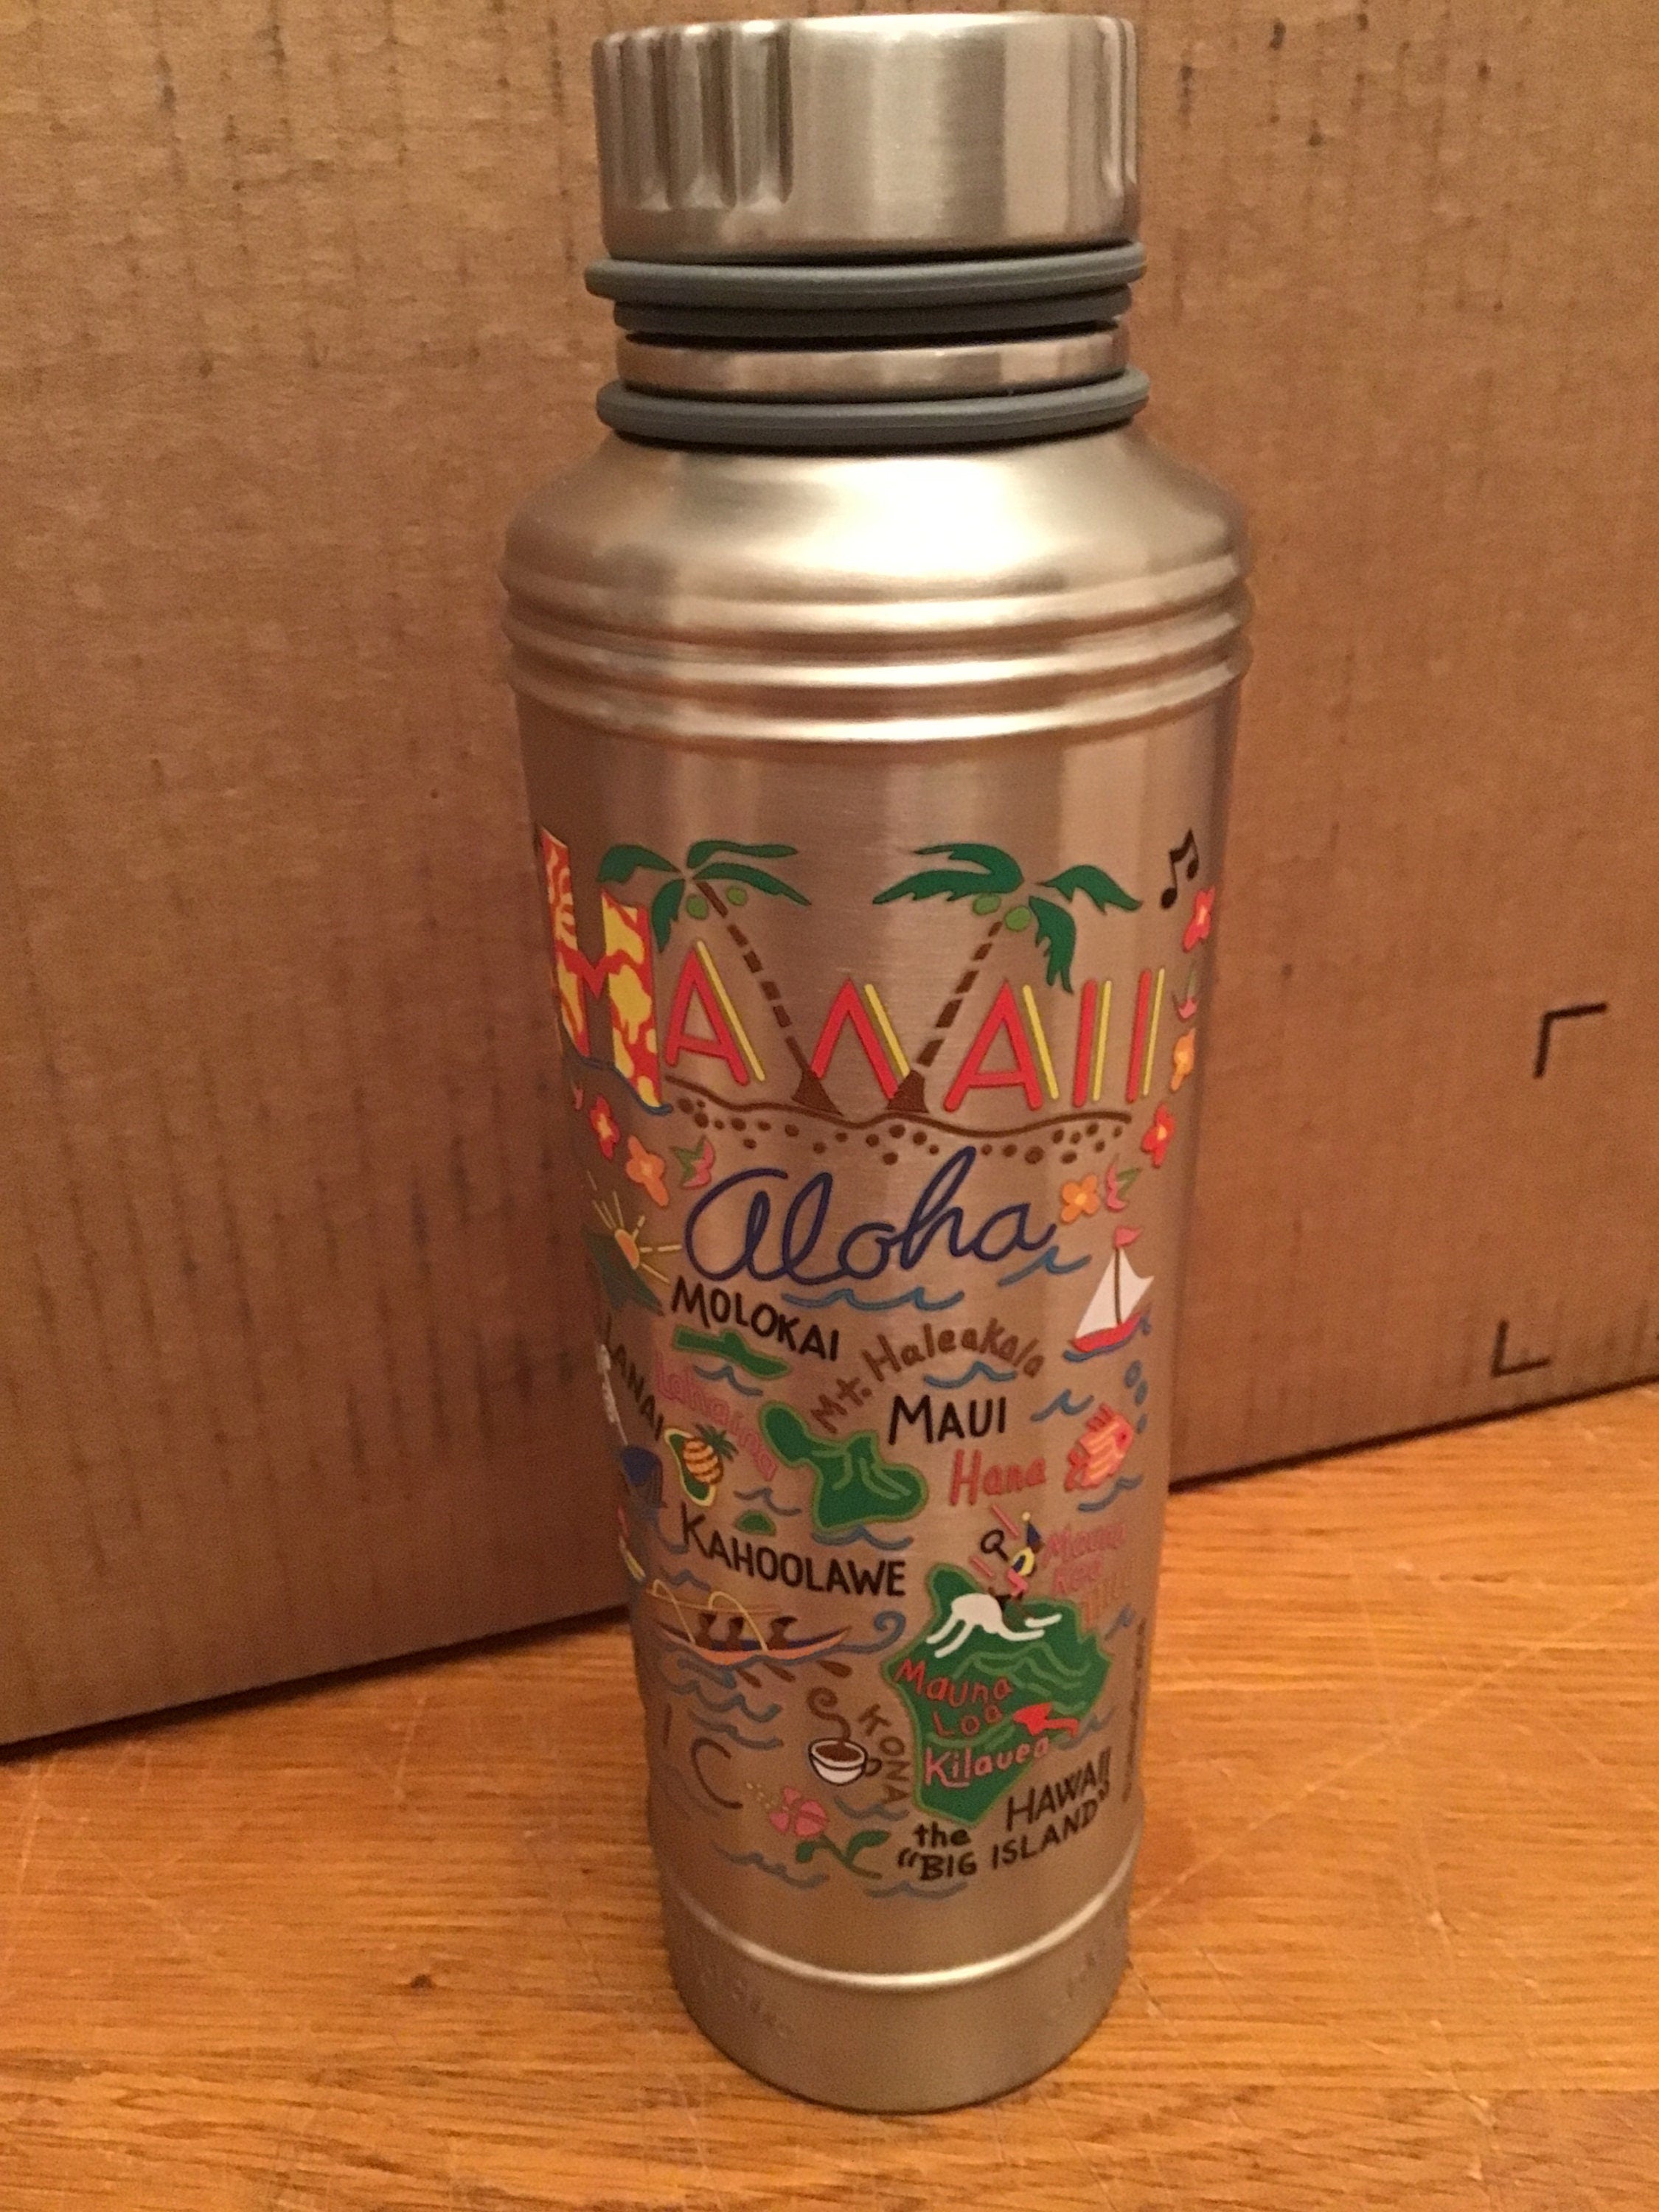 HAWAII
Aloha
MOLOKAI
Mt. Haleakala
LANAI
Lahaina
MAUI
Hana
KAHOOLAWE
Mauna
Kea
Mauna
Loa
Kilauea
KONA
HAWAII
the
"BIG ISLAND"